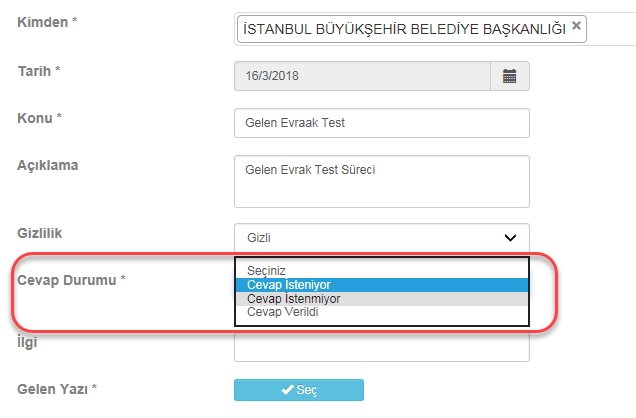 Kimden *
İSTANBUL BÜYÜKŞEHİR BELEDİYE BAŞKANLIĞI ×
Tarih *
16/3/2018
Konu *
Gelen Evraak Test
Açıklama
Gelen Evrak Test Süreci
Gizlilik
Gizli
Cevap Durumu *
Seçiniz
Cevap İsteniyor
Cevap İstenmiyor
Cevap Verildi
İlgi
Gelen Yazı *
Seç